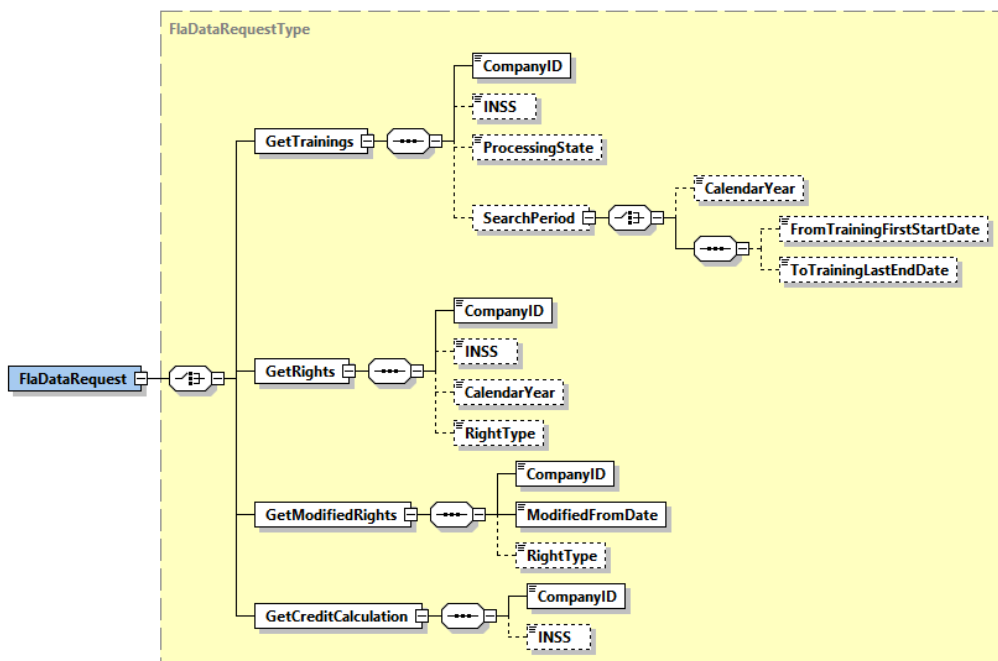 FlaDataRequestType
CompanyID
INSS
GetTrainings
ProcessingState
CalendarYear
SearchPeriod
FromTrainingFirstStartDate
ToTrainingLastEndDate
CompanyID
INSS
FlaDataRequest
GetRights
CalendarYear
RightType
CompanyID
GetModifiedRights
ModifiedFromDate
RightType
CompanyID
GetCreditCalculation
INSS